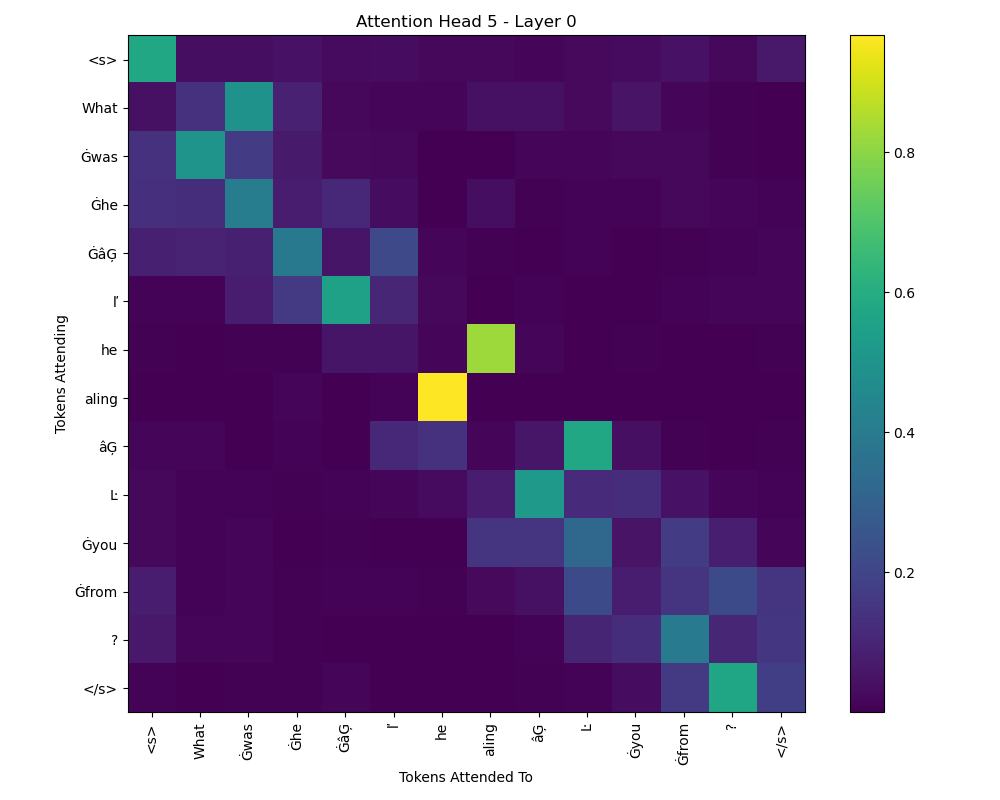 Attention Head 5 - Layer 0
Tokens Attending
<s>
What
Ġwas
Ġhe
ĠâĢ
ľ
he
aling
âĢ
Ŀ
Ġyou
Ġfrom
?
</s>
0.8
0.6
0.4
0.2
<s>
What
Ġwas
Ġhe
ĠâĢ
ľ
he
aling
âĢ
Ŀ
Ġyou
Ġfrom
?
</s>
Tokens Attended To